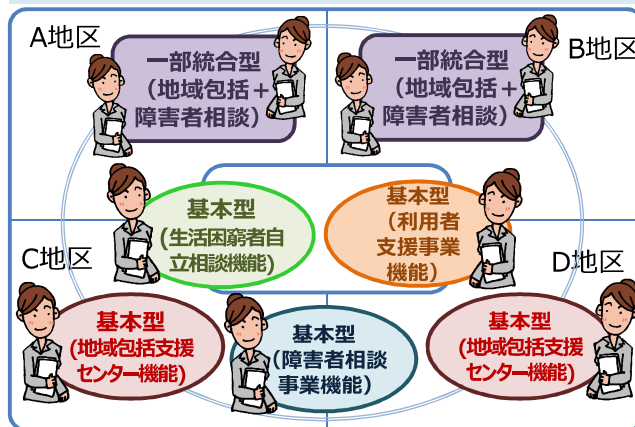 A地区
一部統合型
（地域包括＋
障害者相談）
B地区
一部統合型
（地域包括＋
障害者相談）
基本型
(生活困窮者自
立相談機能)
基本型
（利用者
支援事業
機能）
C地区
D地区
基本型
(地域包括支援
センター機能)
基本型
（障害者相談
事業機能）
基本型
(地域包括支援
センター機能)